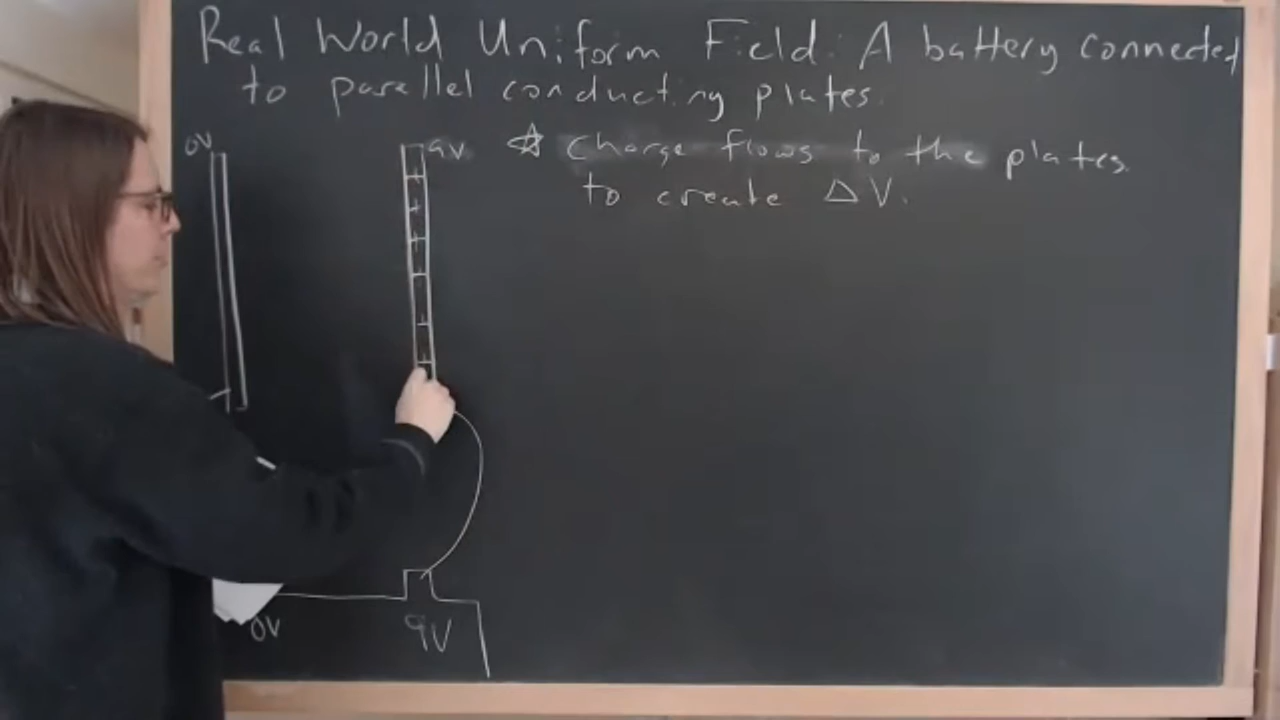 Real World Uniform Field: A battery connected
to parallel conducting plates.
0V
9V
☆ Charge flows to the plates
to create ΔV.
0V
9V